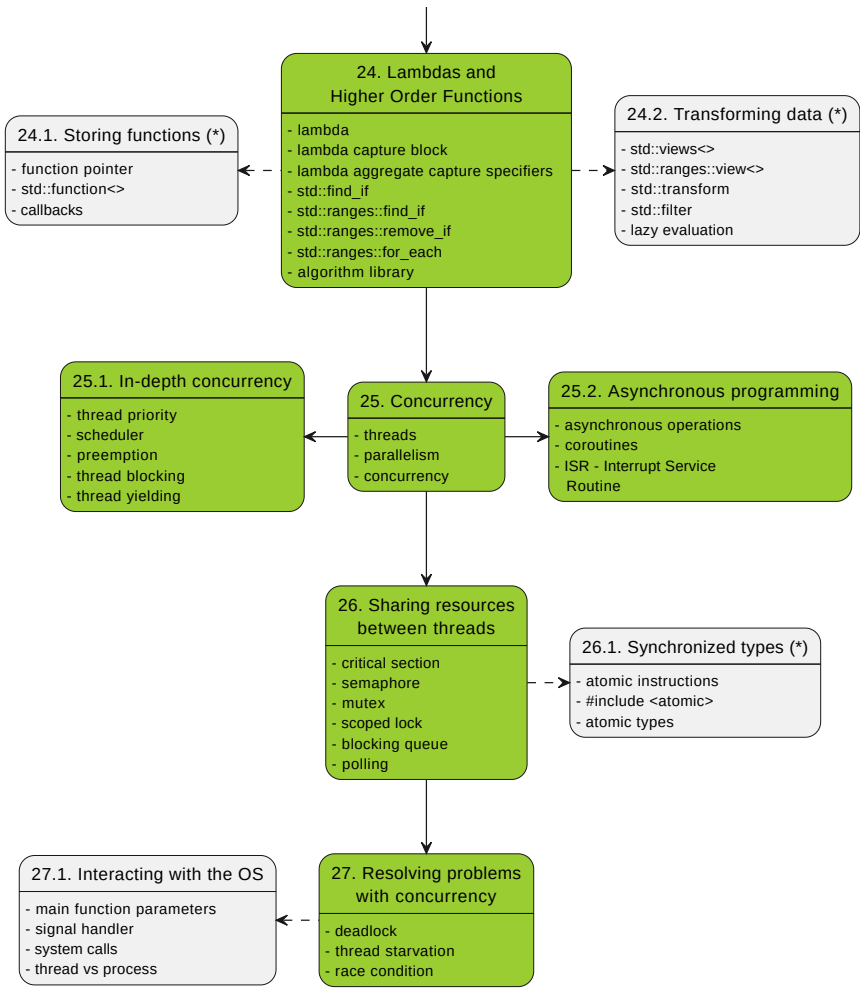 24. Lambdas and
Higher Order Functions
- lambda
- lambda capture block
- lambda aggregate capture specifiers
- std::find_if
- std::ranges::find_if
- std::ranges::remove_if
- std::ranges::for_each
- algorithm library
24.1. Storing functions (*)
- function pointer
- std::function<>
- callbacks
24.2. Transforming data (*)
- std::views<>
- std::ranges::view<>
- std::transform
- std::filter
- lazy evaluation
25.1. In-depth concurrency
- thread priority
- scheduler
- preemption
- thread blocking
- thread yielding
25. Concurrency
- threads
- parallelism
- concurrency
25.2. Asynchronous programming
- asynchronous operations
- coroutines
- ISR - Interrupt Service
Routine
26. Sharing resources
between threads
- critical section
- semaphore
- mutex
- scoped lock
- blocking queue
- polling
26.1. Synchronized types (*)
- atomic instructions
- #include <atomic>
- atomic types
27.1. Interacting with the OS
- main function parameters
- signal handler
- system calls
- thread vs process
27. Resolving problems
with concurrency
- deadlock
- thread starvation
- race condition